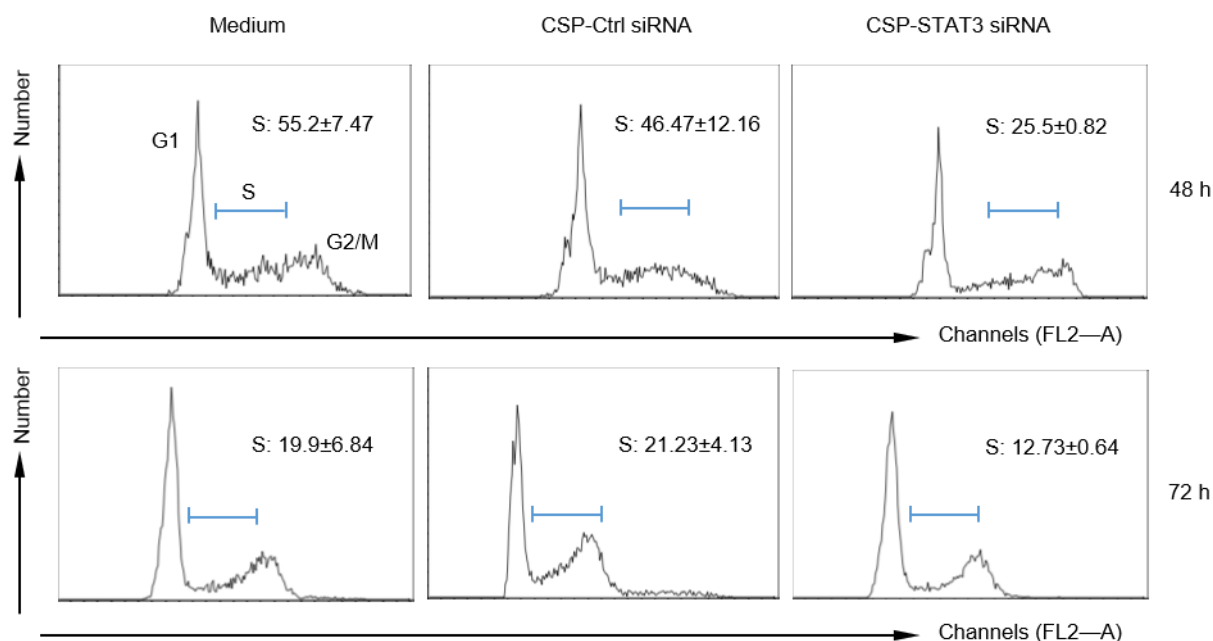 Medium CSP-Ctrl siRNA CSP-STAT3 siRNA
Number
G1
S
G2/M
S: 55.2±7.47
S: 46.47±12.16
S: 25.5±0.82
48 h
Channels (FL2—A)
Number
S: 19.9±6.84
S: 21.23±4.13
S: 12.73±0.64
72 h
Channels (FL2—A)